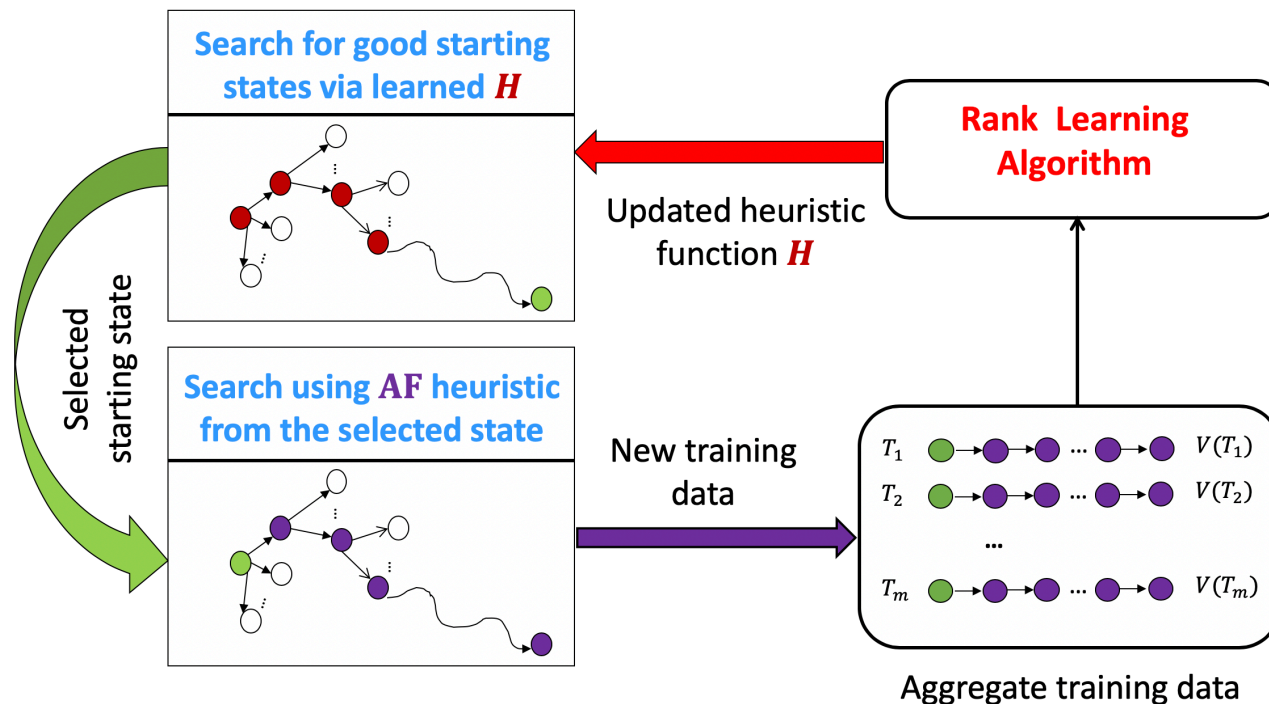 Search for good starting
states via learned H
...
...
...
Rank Learning
Algorithm
Updated heuristic
function H
Selected
starting state
Search using AF heuristic
from the selected state
...
...
...
New training
data
T₁ ... V(T₁)
T₂ ... V(T₂)
...
Tₘ ... V(Tₘ)
Aggregate training data